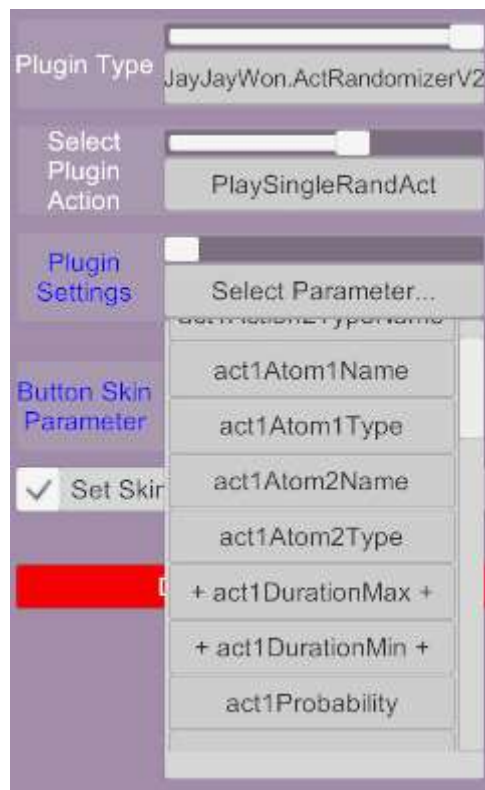 Plugin Type
JayJayWon.ActRandomizerV2
Select
Plugin
Action
PlaySingleRandAct
Plugin
Settings
Select Parameter...
act1Action2TypeName
act1Atom1Name
act1Atom1Type
Button Skin
Parameter
act1Atom2Name
Set Skin
act1Atom2Type
+ act1DurationMax +
+ act1DurationMin +
act1Probability